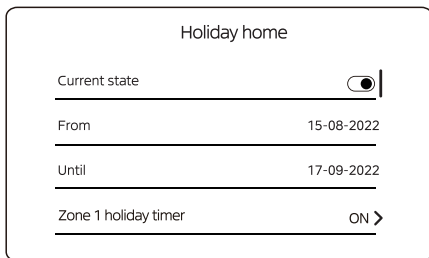 Holiday home
Current state
From 15-08-2022
Until 17-09-2022
Zone 1 holiday timer ON